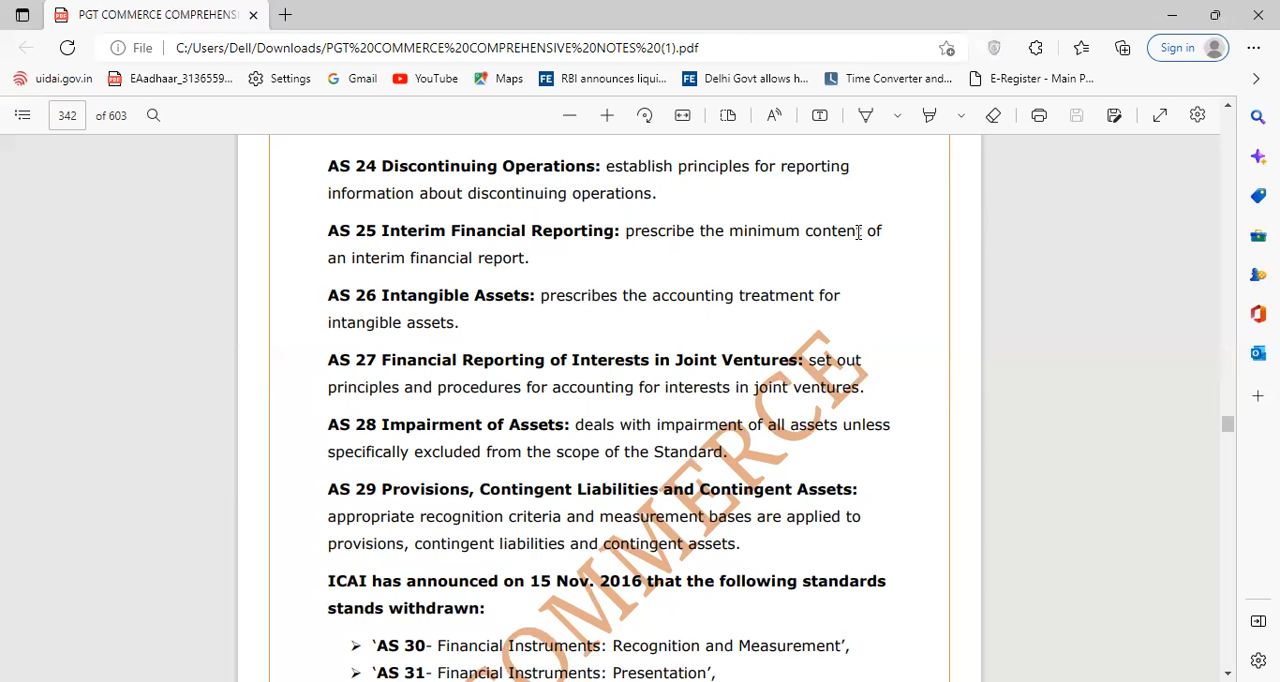 PGT COMMERCE COMPREHENS
File
C:/Users/Dell/Downloads/PGT%20COMMERCE%20COMPREHENSIVE%20NOTES%20(1).pdf
Sign in
uidai.gov.in
EAadhaar_3136559...
Settings
Gmail
YouTube
Maps
RBI announces liqui...
Delhi Govt allows h...
Time Converter and...
E-Register - Main P...
342 of 603
AS 24 Discontinuing Operations: establish principles for reporting
information about discontinuing operations.
AS 25 Interim Financial Reporting: prescribe the minimum content of
an interim financial report.
AS 26 Intangible Assets: prescribes the accounting treatment for
intangible assets.
AS 27 Financial Reporting of Interests in Joint Ventures: set out
principles and procedures for accounting for interests in joint ventures.
AS 28 Impairment of Assets: deals with impairment of all assets unless
specifically excluded from the scope of the Standard.
AS 29 Provisions, Contingent Liabilities and Contingent Assets:
appropriate recognition criteria and measurement bases are applied to
provisions, contingent liabilities and contingent assets.
ICAI has announced on 15 Nov. 2016 that the following standards
stands withdrawn:
➢ ‘AS 30- Financial Instruments: Recognition and Measurement’,
➢ ‘AS 31- Financial Instruments: Presentation’,
COMMERCE